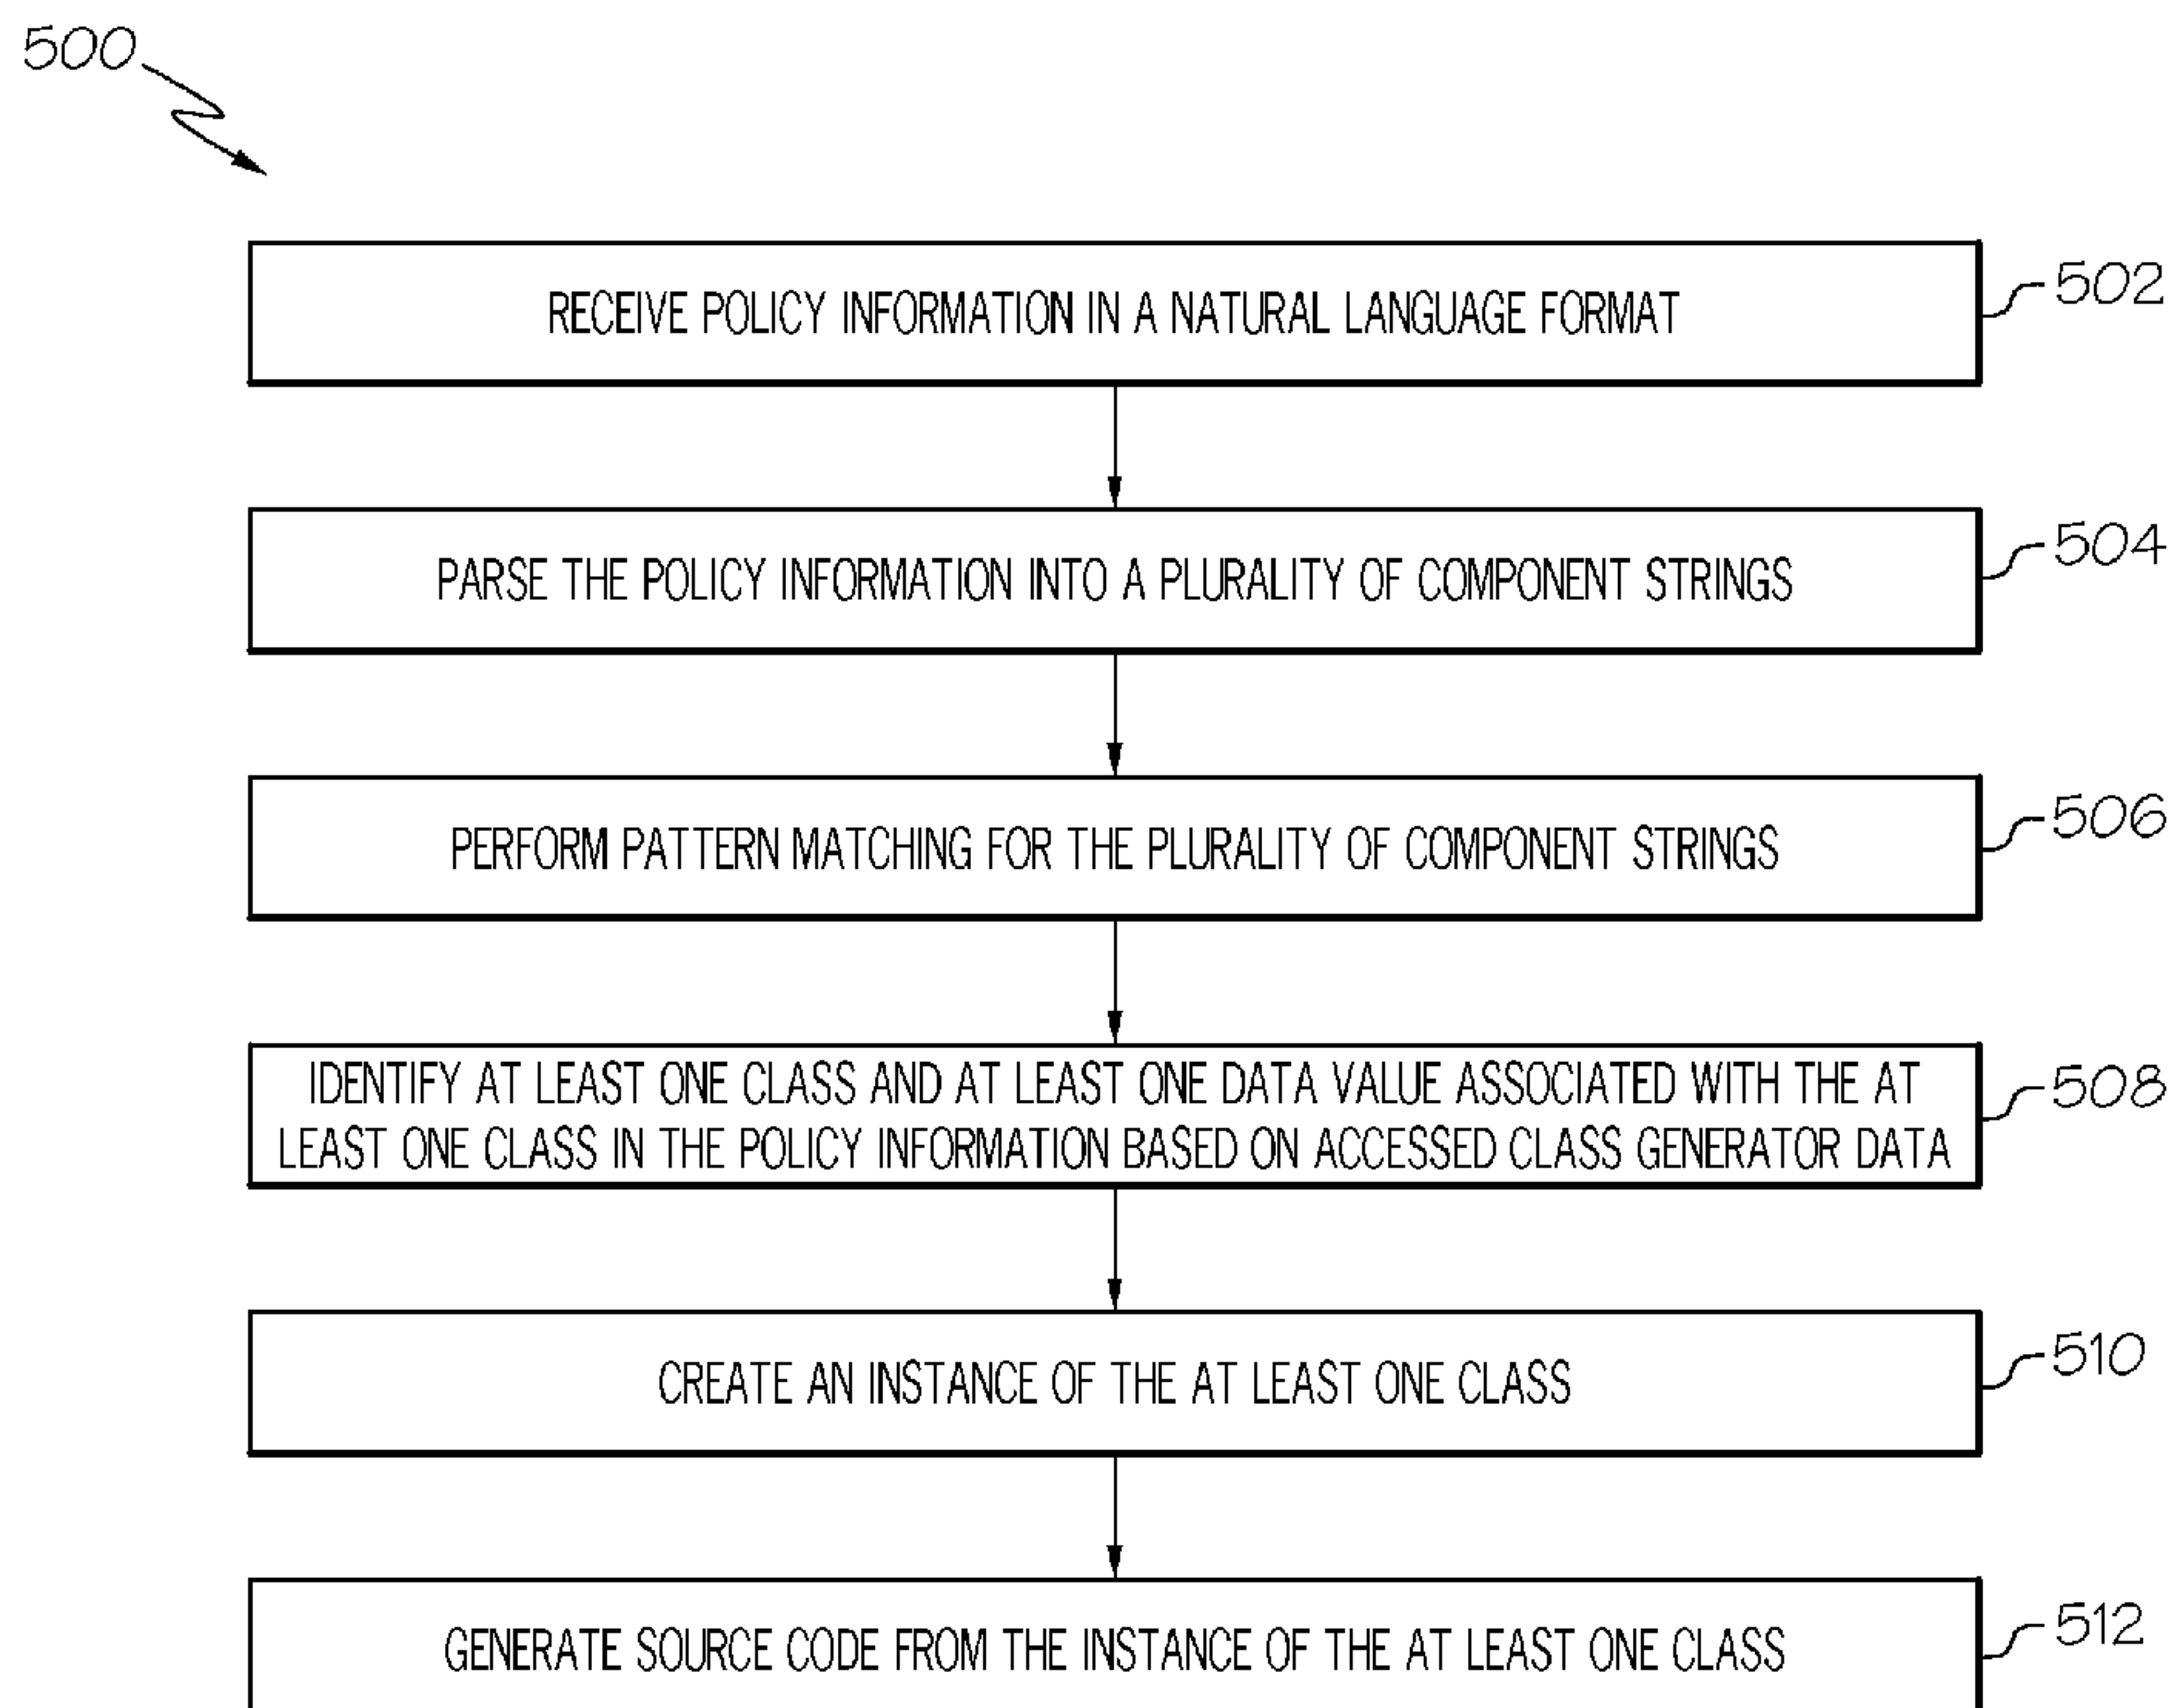 500
RECEIVE POLICY INFORMATION IN A NATURAL LANGUAGE FORMAT
502
PARSE THE POLICY INFORMATION INTO A PLURALITY OF COMPONENT STRINGS
504
PERFORM PATTERN MATCHING FOR THE PLURALITY OF COMPONENT STRINGS
506
IDENTIFY AT LEAST ONE CLASS AND AT LEAST ONE DATA VALUE ASSOCIATED WITH THE AT
LEAST ONE CLASS IN THE POLICY INFORMATION BASED ON ACCESSED CLASS GENERATOR DATA
508
CREATE AN INSTANCE OF THE AT LEAST ONE CLASS
510
GENERATE SOURCE CODE FROM THE INSTANCE OF THE AT LEAST ONE CLASS
512